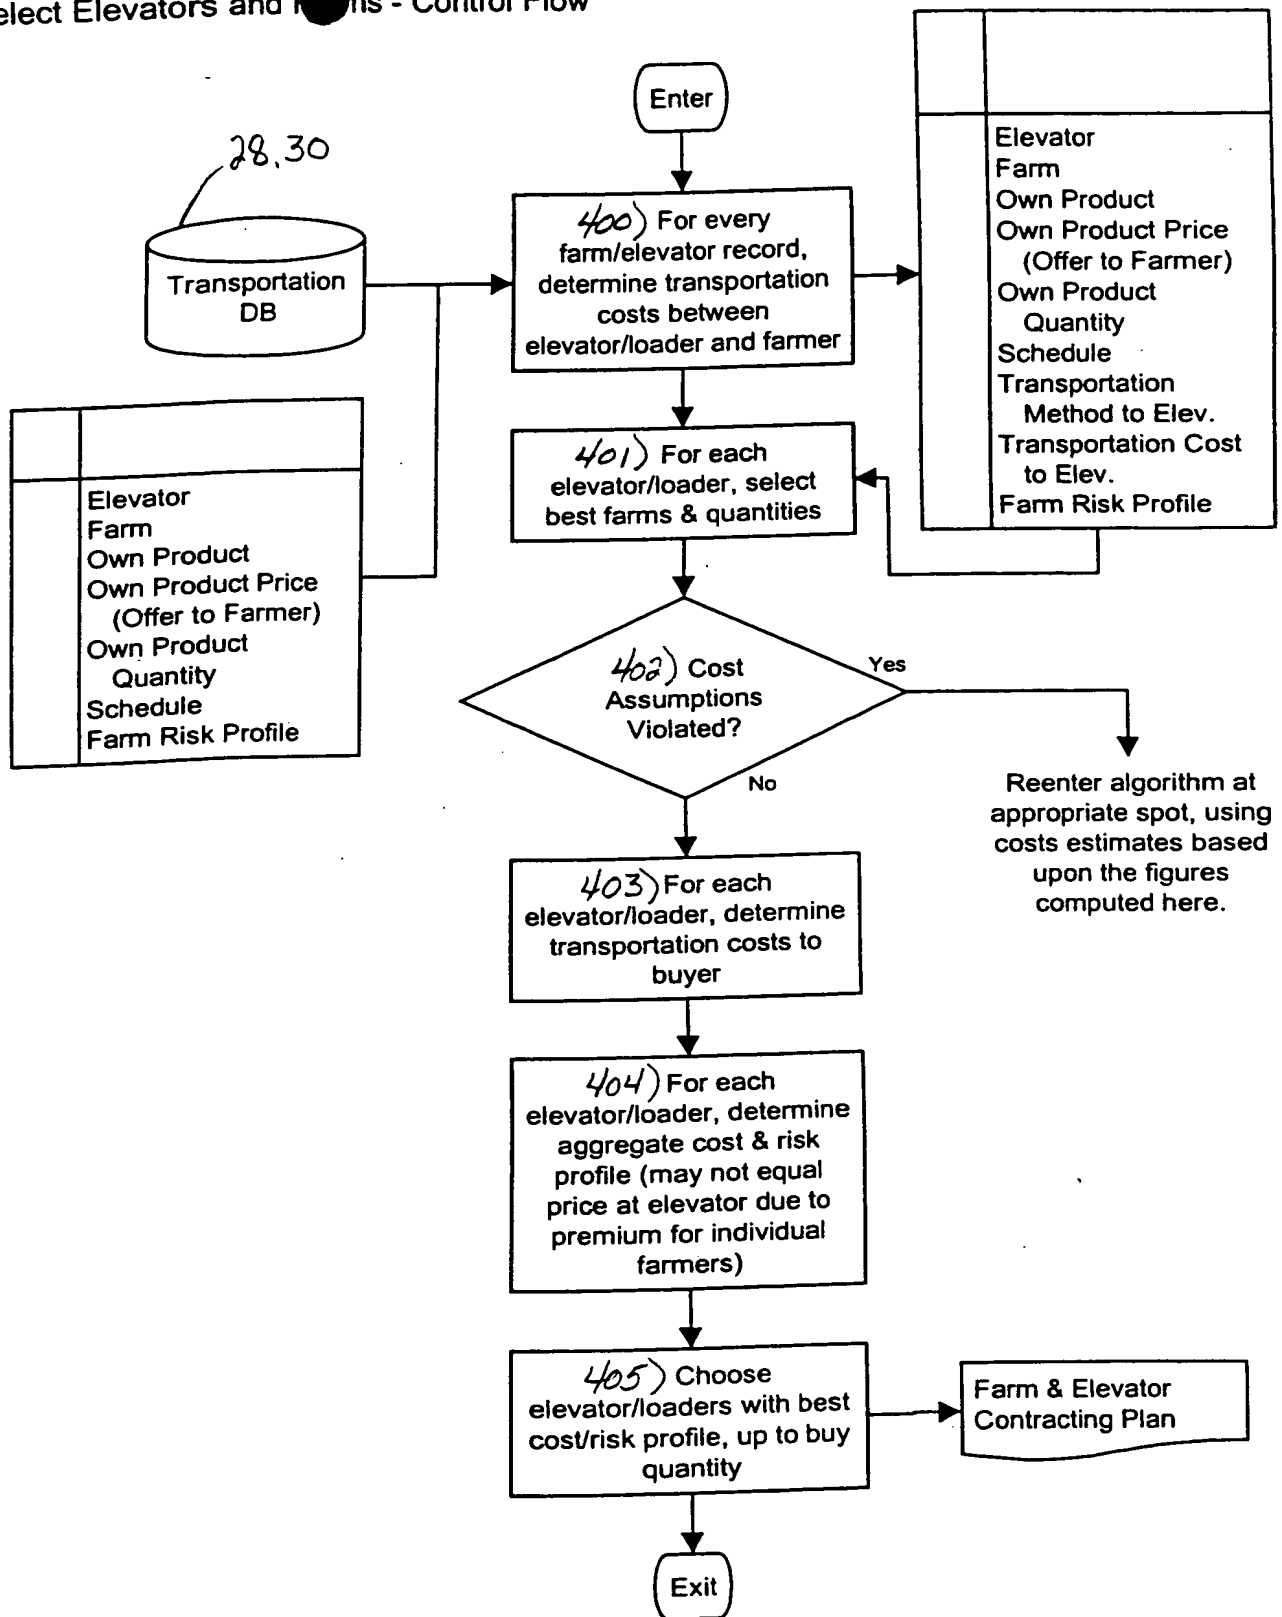 elect Elevators and - Control Flow
Enter
28,30
Transportation
DB
400) For every
farm/elevator record,
determine transportation
costs between
elevator/loader and farmer
Elevator
Farm
Own Product
Own Product Price
(Offer to Farmer)
Own Product
Quantity
Schedule
Transportation
Method to Elev.
Transportation Cost
to Elev.
Farm Risk Profile
Elevator
Farm
Own Product
Own Product Price
(Offer to Farmer)
Own Product
Quantity
Schedule
Farm Risk Profile
401) For each
elevator/loader, select
best farms & quantities
402) Cost
Assumptions
Violated?
Yes
No
Reenter algorithm at
appropriate spot, using
costs estimates based
upon the figures
computed here.
403) For each
elevator/loader, determine
transportation costs to
buyer
404) For each
elevator/loader, determine
aggregate cost & risk
profile (may not equal
price at elevator due to
premium for individual
farmers)
405) Choose
elevator/loaders with best
cost/risk profile, up to buy
quantity
Farm & Elevator
Contracting Plan
Exit